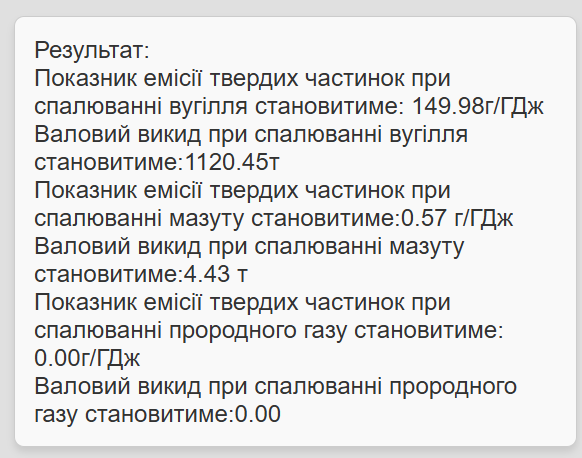 Результат:
Показник емісії твердих частинок при
спалюванні вугілля становитиме: 149.98г/ГДж
Валовий викид при спалюванні вугілля
становитиме:1120.45т
Показник емісії твердих частинок при
спалюванні мазуту становитиме:0.57 г/ГДж
Валовий викид при спалюванні мазуту
становитиме:4.43 т
Показник емісії твердих частинок при
спалюванні прородного газу становитиме:
0.00г/ГДж
Валовий викид при спалюванні прородного
газу становитиме:0.00